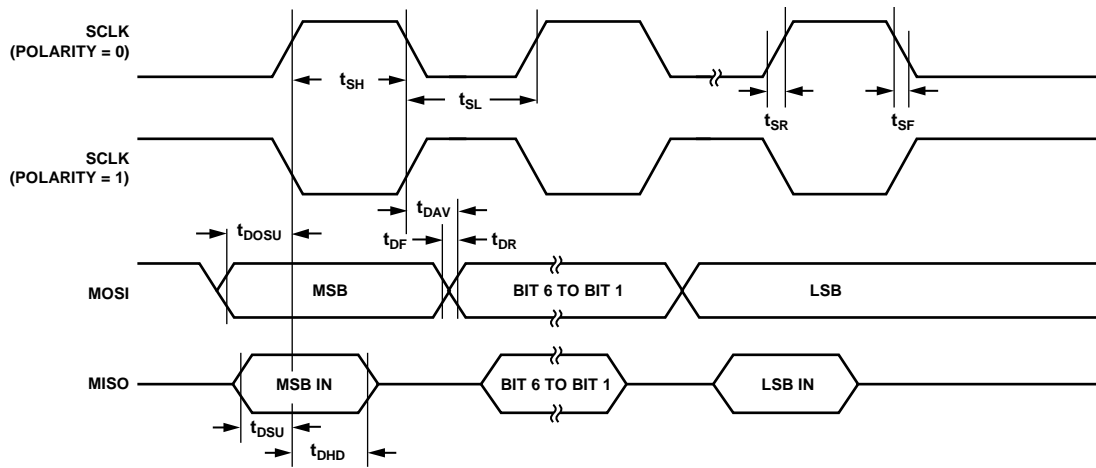 SCLK
(POLARITY = 0)
tSH
tSL
tSR
tSF
SCLK
(POLARITY = 1)
tDAV
tDOSU
tDF
tDR
MOSI
MSB
BIT 6 TO BIT 1
LSB
MISO
MSB IN
BIT 6 TO BIT 1
LSB IN
tDSU
tDHD